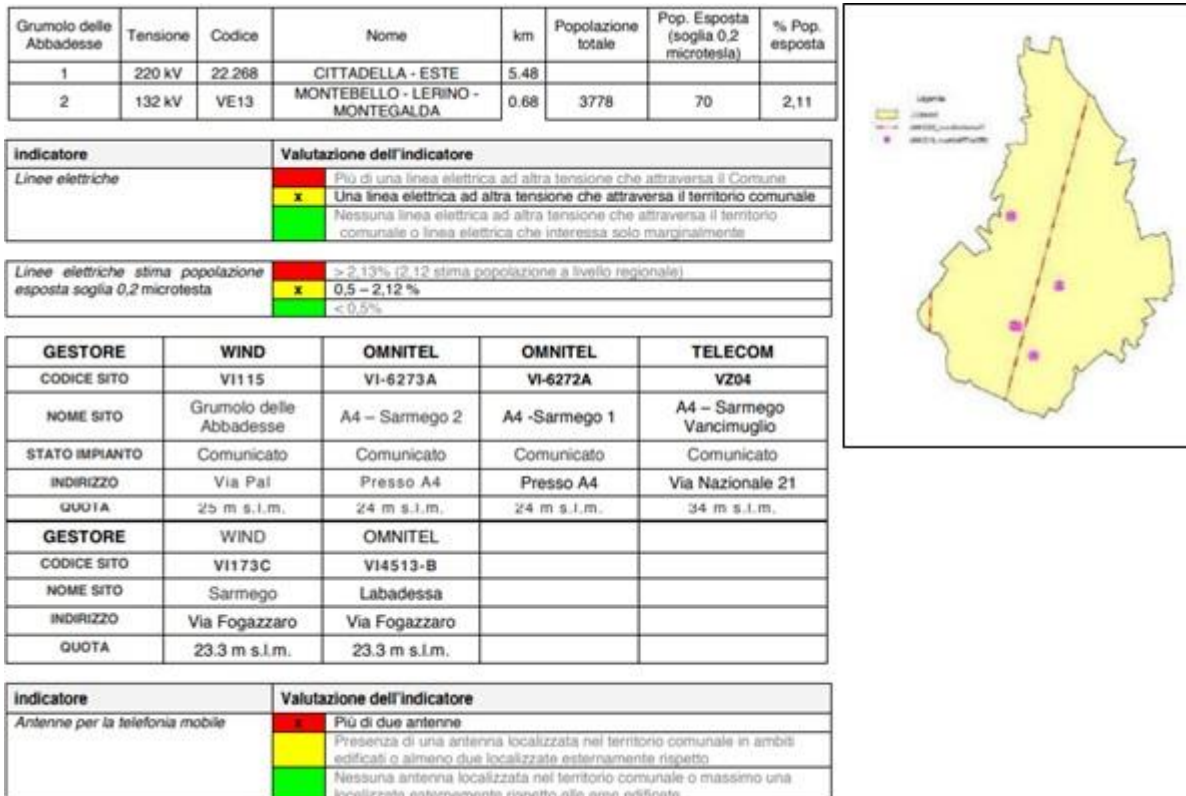 Grumolo delle Abbadesse Tensione Codice Nome km Popolazione totale Pop. Esposta (soglia 0,2 microtesla) % Pop. esposta
1 220 kV 22.268 CITTADELLA - ESTE 5.48
2 132 kV VE13 MONTEBELLO - LERINO - MONTEGALDA 0.68 3778 70 2,11
indicatore Valutazione dell'indicatore
Linee elettriche Più di una linea elettrica ad altra tensione che attraversa il Comune
x Una linea elettrica ad altra tensione che attraversa il territorio comunale
Nessuna linea elettrica ad altra tensione che attraversa il territorio
comunale o linea elettrica che interessa solo marginalmente
Linee elettriche stima popolazione esposta soglia 0,2 microtesta > 2,13% (2,12 stima popolazione a livello regionale)
x 0,5 – 2,12 %
< 0,5%
GESTORE WIND OMNITEL OMNITEL TELECOM
CODICE SITO VI115 VI-6273A VI-6272A VZ04
NOME SITO Grumolo delle Abbadesse A4 – Sarmego 2 A4 -Sarmego 1 A4 – Sarmego Vancimuglio
STATO IMPIANTO Comunicato Comunicato Comunicato Comunicato
INDIRIZZO Via Pal Presso A4 Presso A4 Via Nazionale 21
QUOTA 25 m s.l.m. 24 m s.l.m. 24 m s.l.m. 34 m s.l.m.
GESTORE WIND OMNITEL
CODICE SITO VI173C VI4513-B
NOME SITO Sarmego Labadessa
INDIRIZZO Via Fogazzaro Via Fogazzaro
QUOTA 23.3 m s.l.m. 23.3 m s.l.m.
indicatore Valutazione dell'indicatore
Antenne per la telefonia mobile x Più di due antenne
Presenza di una antenna localizzata nel territorio comunale in ambiti
edificati o almeno due localizzate esternamente rispetto
Nessuna antenna localizzata nel territorio comunale o massimo una
localizzata esternemente rispetto alle aree edificate
Legenda